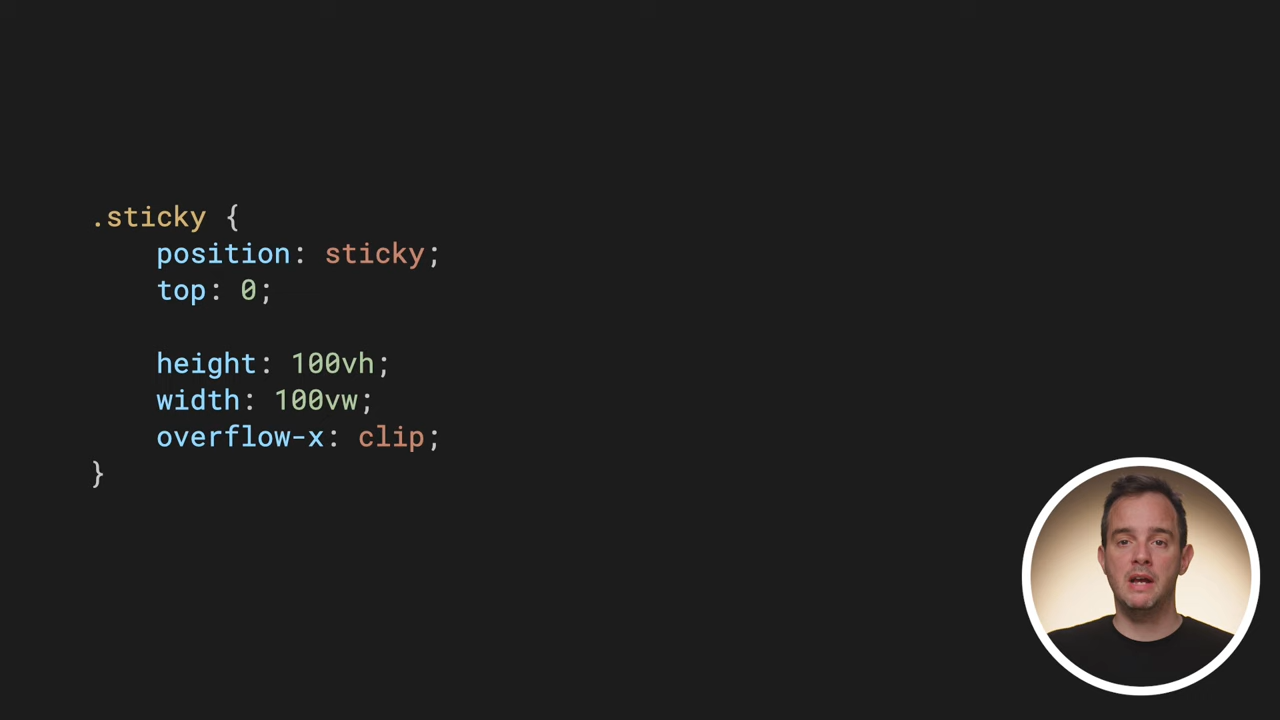 .sticky {
position: sticky;
top: 0;
height: 100vh;
width: 100vw;
overflow-x: clip;
}